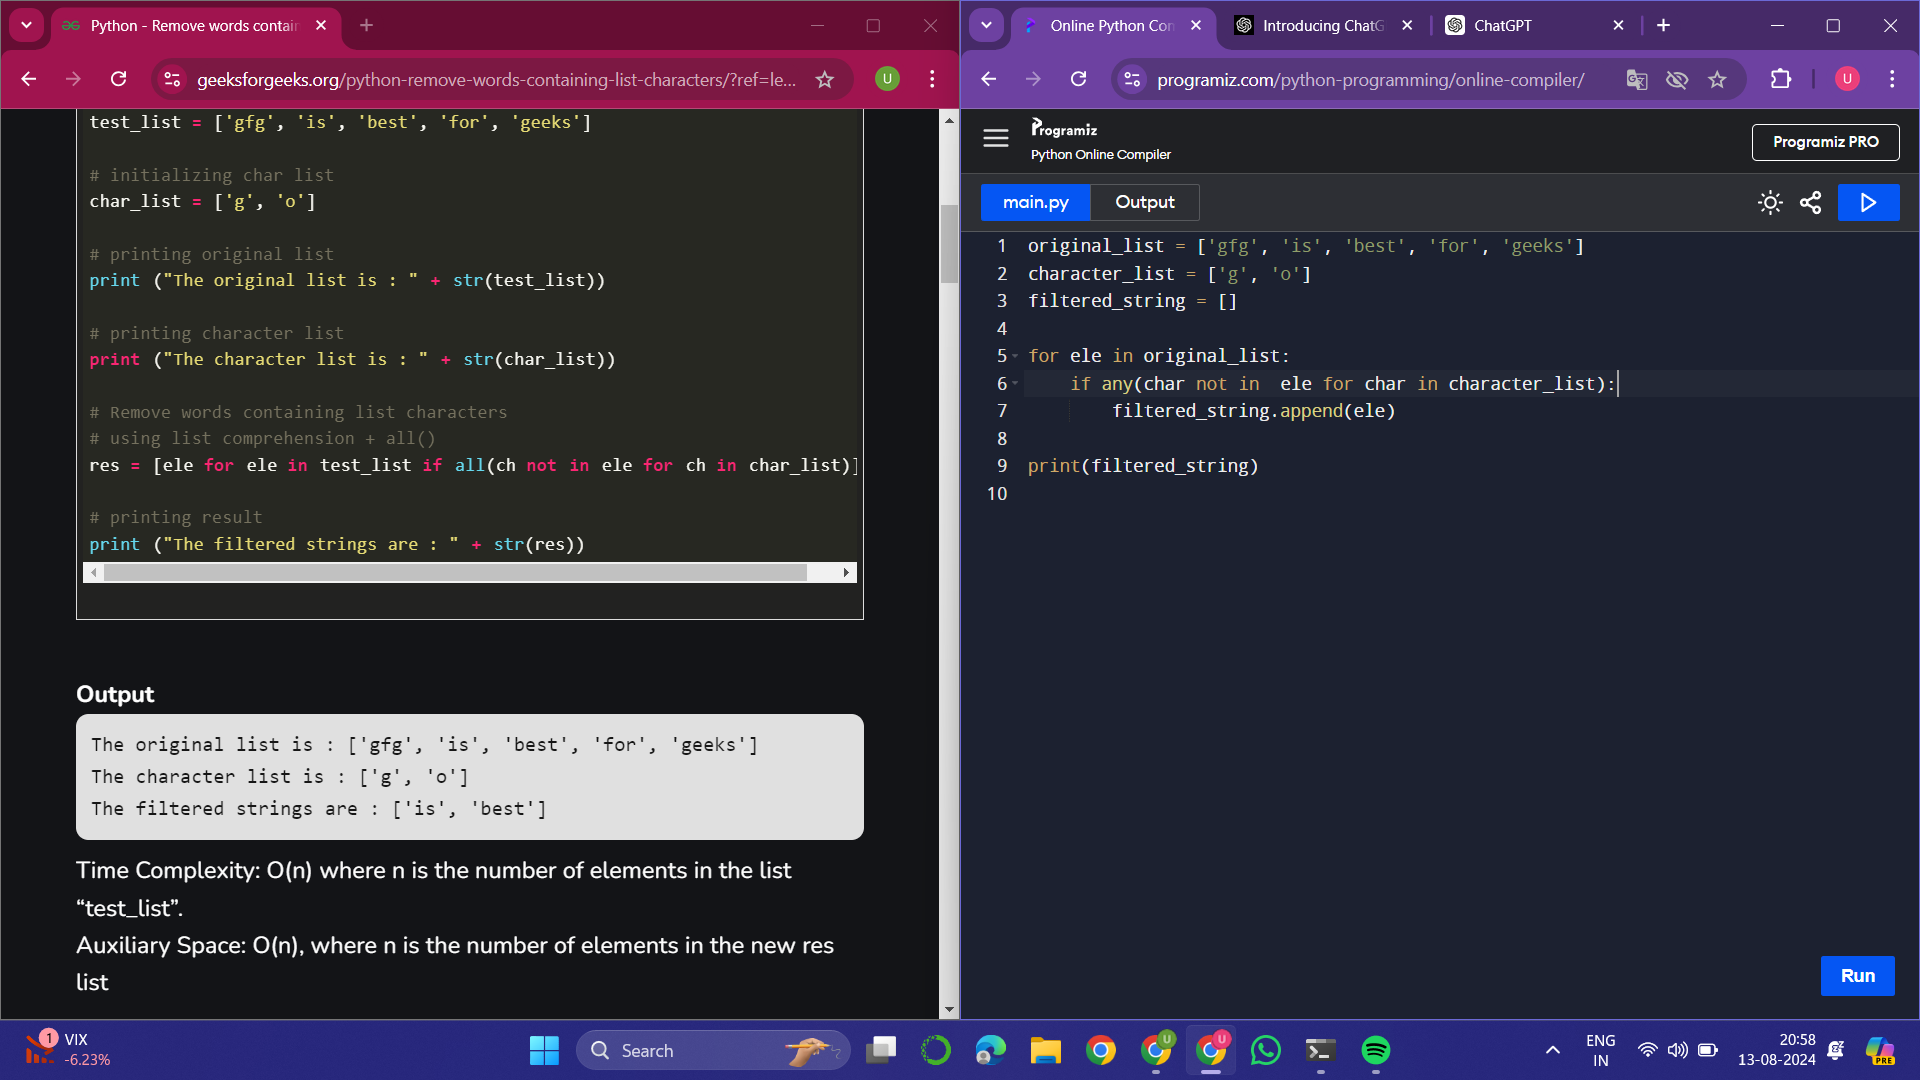 Python - Remove words contain
geeksforgeeks.org/python-remove-words-containing-list-characters/?ref=le...
U
test_list = ['gfg', 'is', 'best', 'for', 'geeks']
# initializing char list
char_list = ['g', 'o']
# printing original list
print ("The original list is : " + str(test_list))
# printing character list
print ("The character list is : " + str(char_list))
# Remove words containing list characters
# using list comprehension + all()
res = [ele for ele in test_list if all(ch not in ele for ch in char_list)]
# printing result
print ("The filtered strings are : " + str(res))
Output
The original list is : ['gfg', 'is', 'best', 'for', 'geeks']
The character list is : ['g', 'o']
The filtered strings are : ['is', 'best']
Time Complexity: O(n) where n is the number of elements in the list
“test_list”.
Auxiliary Space: O(n), where n is the number of elements in the new res
list
Online Python Con
Introducing ChatG
ChatGPT
programiz.com/python-programming/online-compiler/
U
Programiz
Python Online Compiler
Programiz PRO
main.py
Output
1 original_list = ['gfg', 'is', 'best', 'for', 'geeks']
2 character_list = ['g', 'o']
3 filtered_string = []
4
5 for ele in original_list:
6 if any(char not in  ele for char in character_list):
7 filtered_string.append(ele)
8
9 print(filtered_string)
10
Run
1
VIX
-6.23%
Search
U
U
PRE
ENG
IN
20:58
13-08-2024